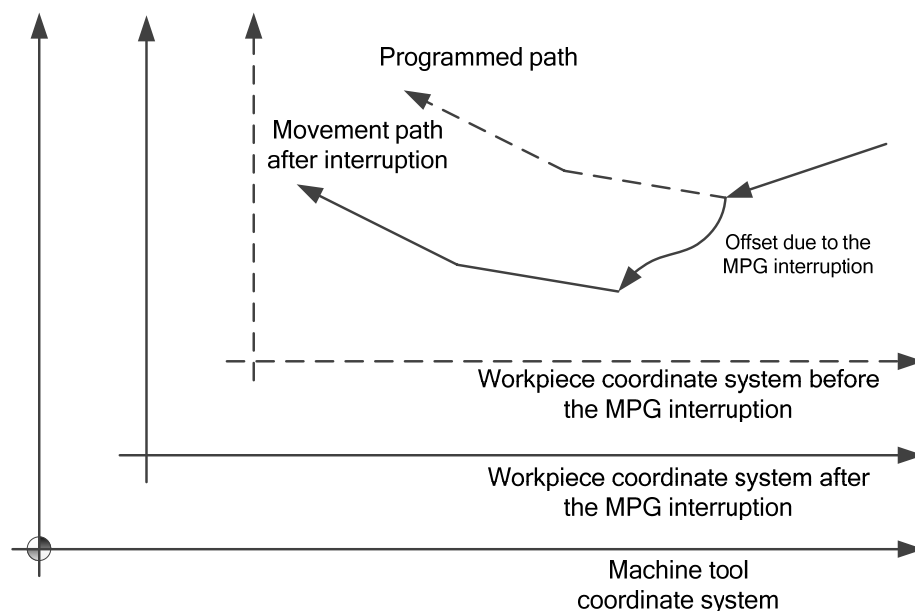 Programmed path
Movement path
after interruption
Offset due to the
MPG interruption
Workpiece coordinate system before
the MPG interruption
Workpiece coordinate system after
the MPG interruption
Machine tool
coordinate system